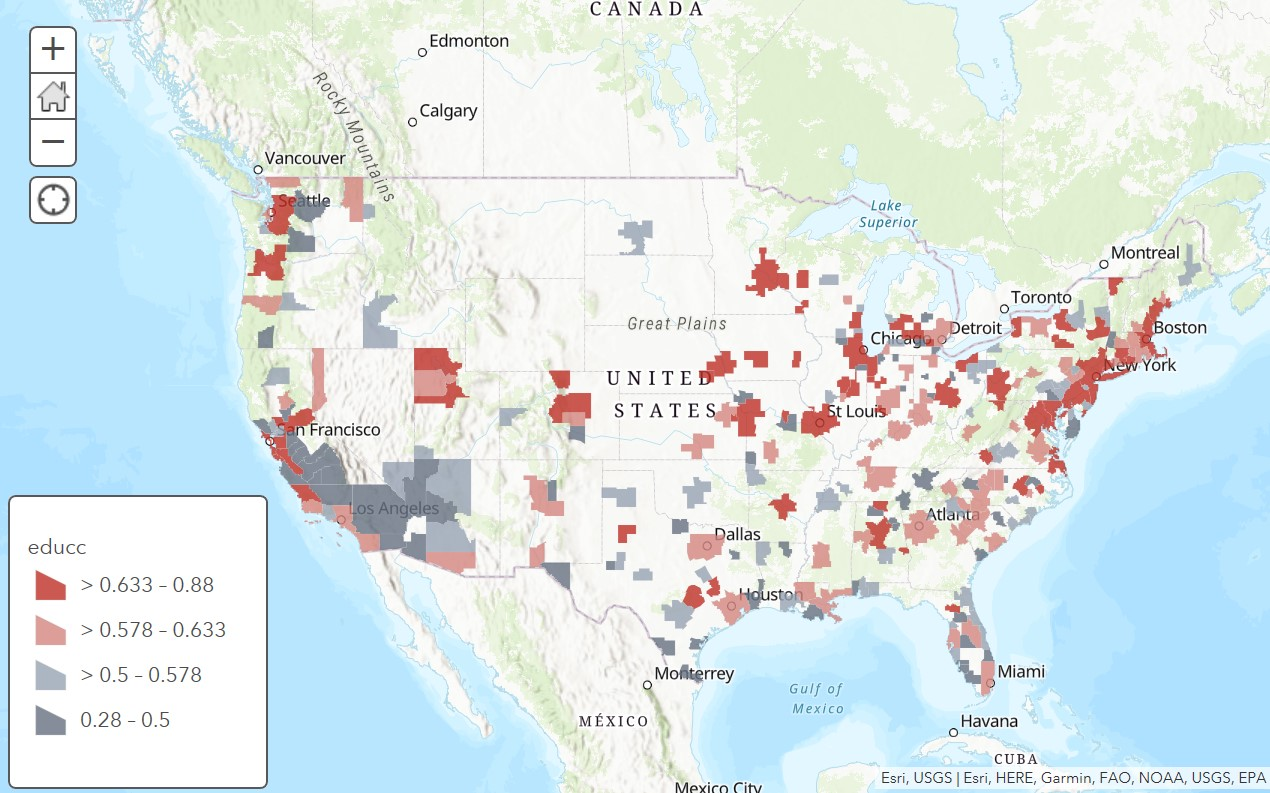 CANADA
+
Edmonton
Rocky Mountains
Calgary
−
Vancouver
Seattle
Lake
Superior
Montreal
Toronto
Great Plains
Detroit
Boston
Chicago
New York
UNITED
STATES
St Louis
San Francisco
Los Angeles
Atlanta
Dallas
Houston
educc
> 0.633 – 0.88
> 0.578 – 0.633
> 0.5 – 0.578
0.28 – 0.5
Monterrey
Miami
Gulf of
Mexico
MÉXICO
Havana
CUBA
Mexico City
Esri, USGS | Esri, HERE, Garmin, FAO, NOAA, USGS, EPA